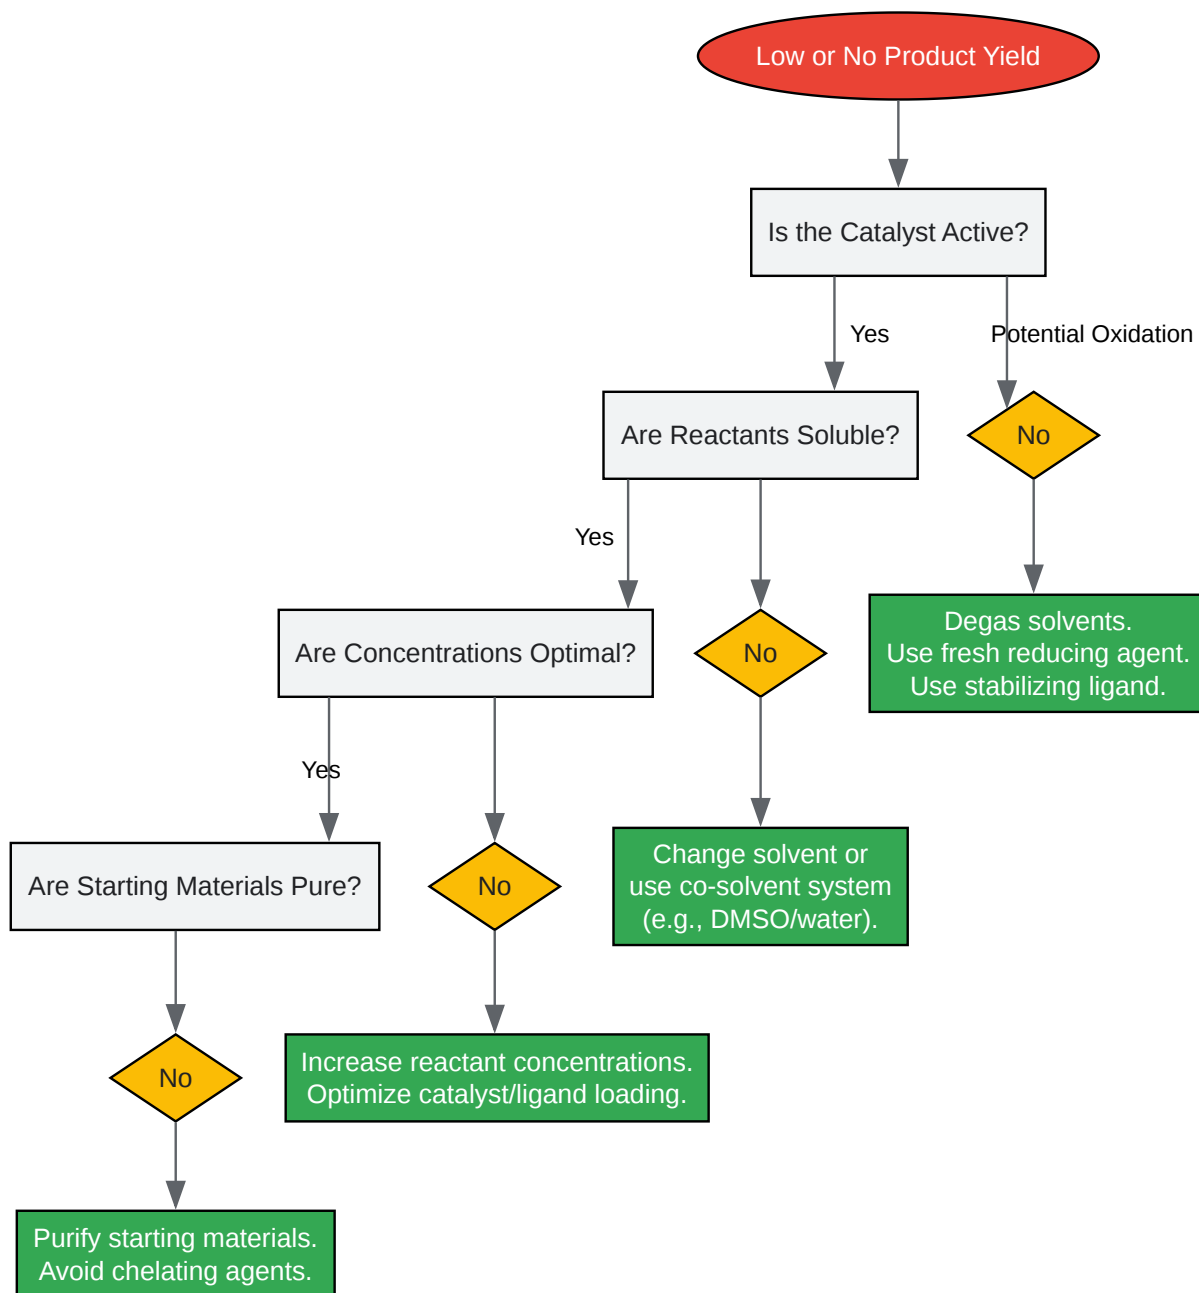 Low or No Product Yield
Is the Catalyst Active?
Yes
Potential Oxidation
Are Reactants Soluble?
No
Yes
Degas solvents.
Use fresh reducing agent.
Use stabilizing ligand.
Are Concentrations Optimal?
No
Yes
Change solvent or
use co-solvent system
(e.g., DMSO/water).
Are Starting Materials Pure?
No
Increase reactant concentrations.
Optimize catalyst/ligand loading.
No
Purify starting materials.
Avoid chelating agents.